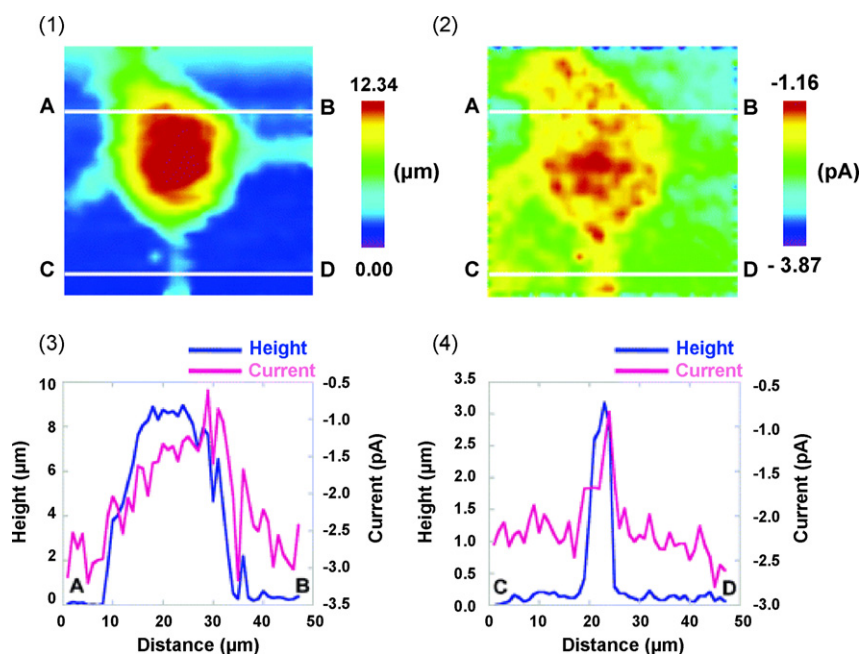 (1)
(2)
12.34
-1.16
A
B
A
B
(µm)
(pA)
C
D
C
D
0.00
- 3.87
(3)
Height
Current
(4)
Height
Current
10
8
6
4
2
0
Height (µm)
-0.5
-1.0
-1.5
-2.0
-2.5
-3.0
-3.5
Current (pA)
A
B
0 10 20 30 40 50
Distance (µm)
3.5
3.0
2.5
2.0
1.5
1.0
0.5
0.0
Height (µm)
-0.5
-1.0
-1.5
-2.0
-2.5
-3.0
Current (pA)
C
D
0 10 20 30 40 50
Distance (µm)